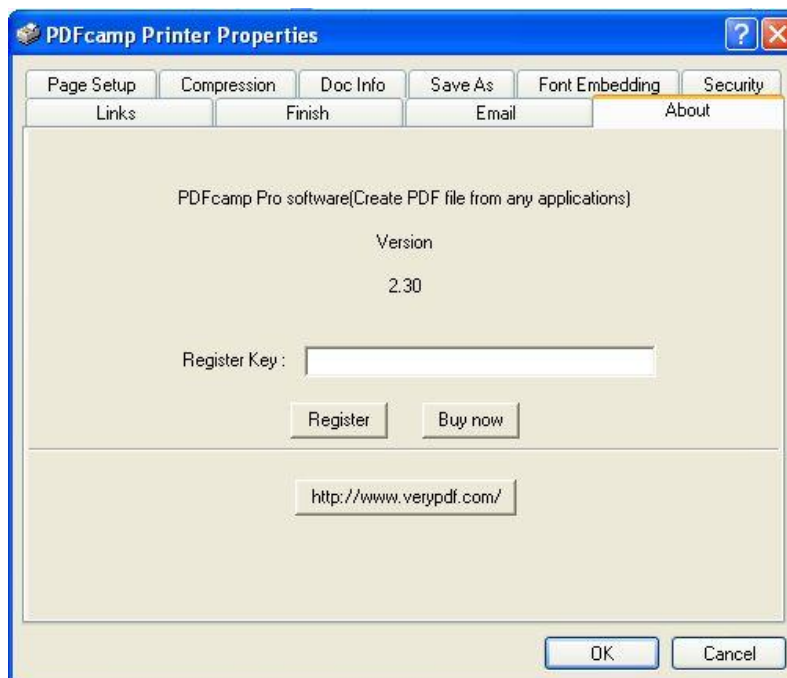 PDFcamp Printer Properties
Page Setup Compression Doc Info Save As Font Embedding Security
Links Finish Email About
PDFcamp Pro software(Create PDF file from any applications)
Version
2.30
Register Key :
Register Buy now
http://www.verypdf.com/
OK Cancel